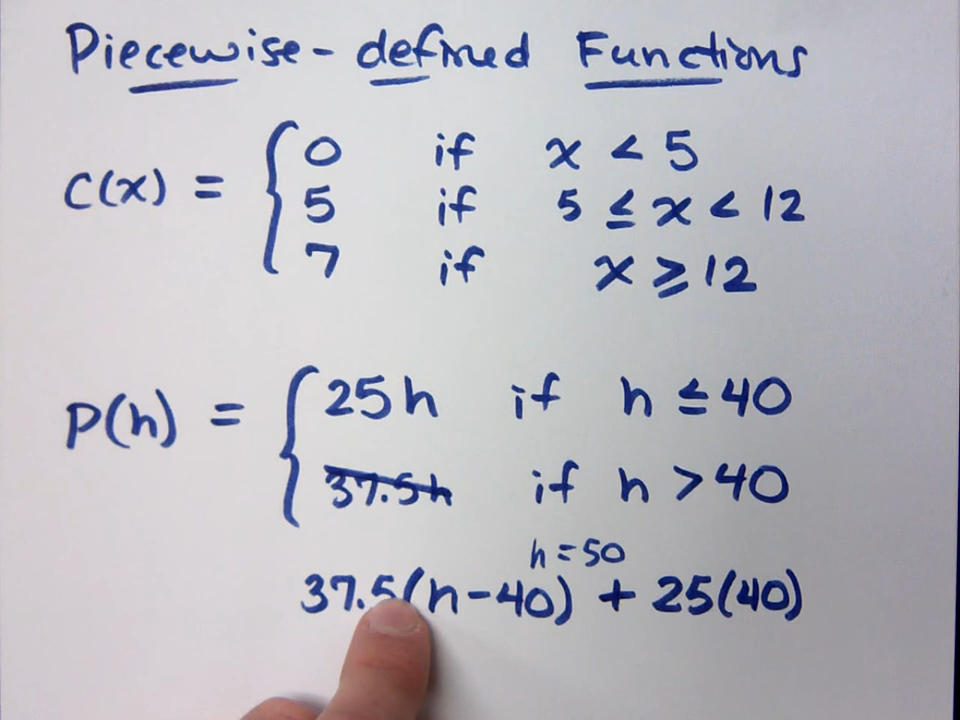 Piecewise-defined Functions
C(x) = { 0 if x < 5
5 if 5 ≤ x < 12
7 if x ≥ 12
P(h) = { 25h if h ≤ 40
37.5h if h > 40
h = 50
37.5(h-40) + 25(40)